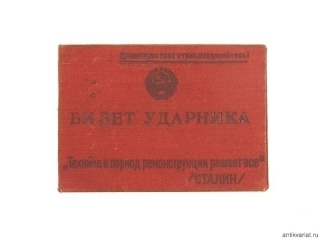 Пролетарии всех стран, соединяйтесь!
БИЛЕТ УДАРНИКА
„Техника в период реконструкции решает все"
/СТАЛИН/
antikvariat.ru